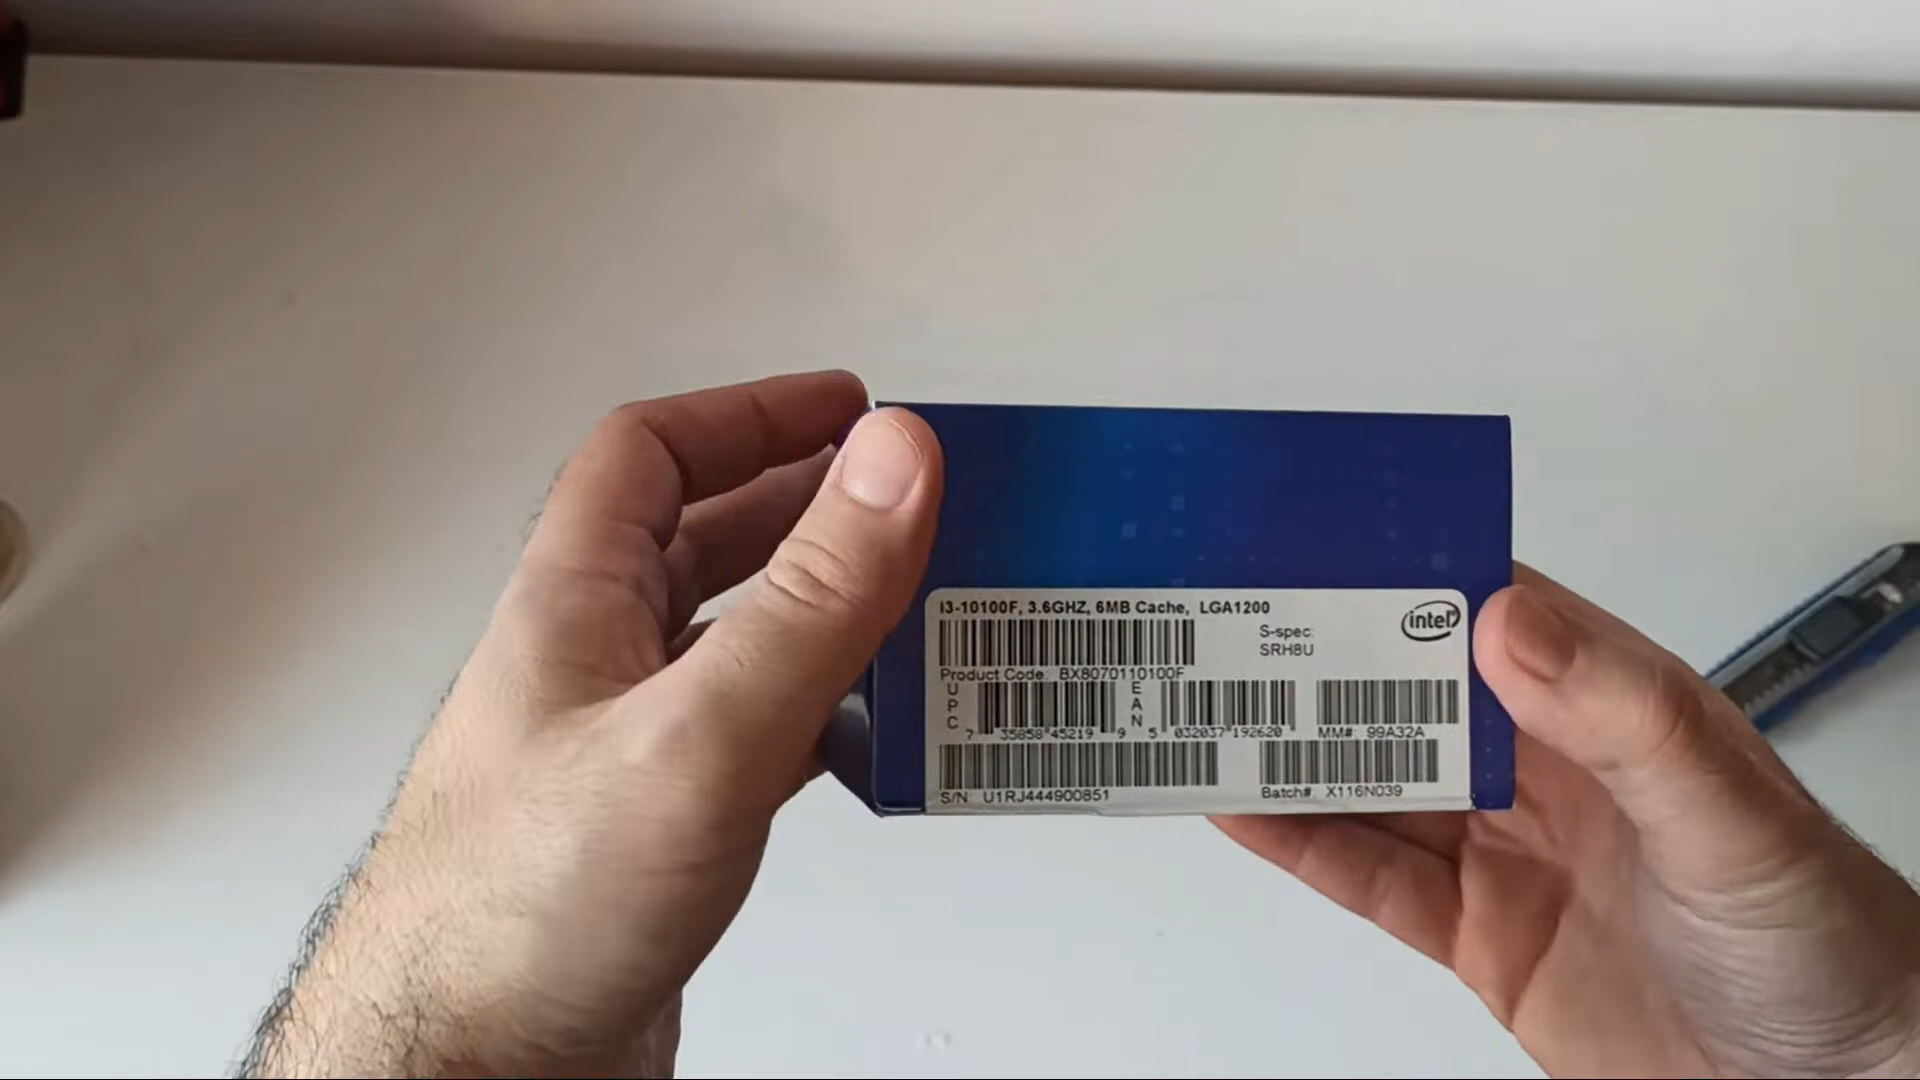 I3-10100F, 3.6GHZ, 6MB Cache, LGA1200
intel
S-spec:
SRH8U
Product Code: BX8070110100F
UPC
7 35858 45219 9
EAN
5 032037 192620
MM# 99A32A
S/N U1RJ444900851
Batch# X116N039